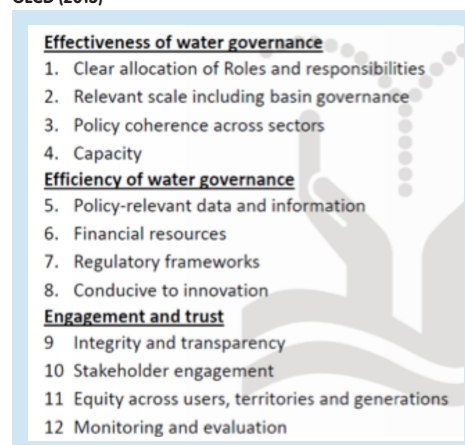 OECD (2015)
Effectiveness of water governance
1. Clear allocation of Roles and responsibilities
2. Relevant scale including basin governance
3. Policy coherence across sectors
4. Capacity
Efficiency of water governance
5. Policy-relevant data and information
6. Financial resources
7. Regulatory frameworks
8. Conducive to innovation
Engagement and trust
9 Integrity and transparency
10 Stakeholder engagement
11 Equity across users, territories and generations
12 Monitoring and evaluation